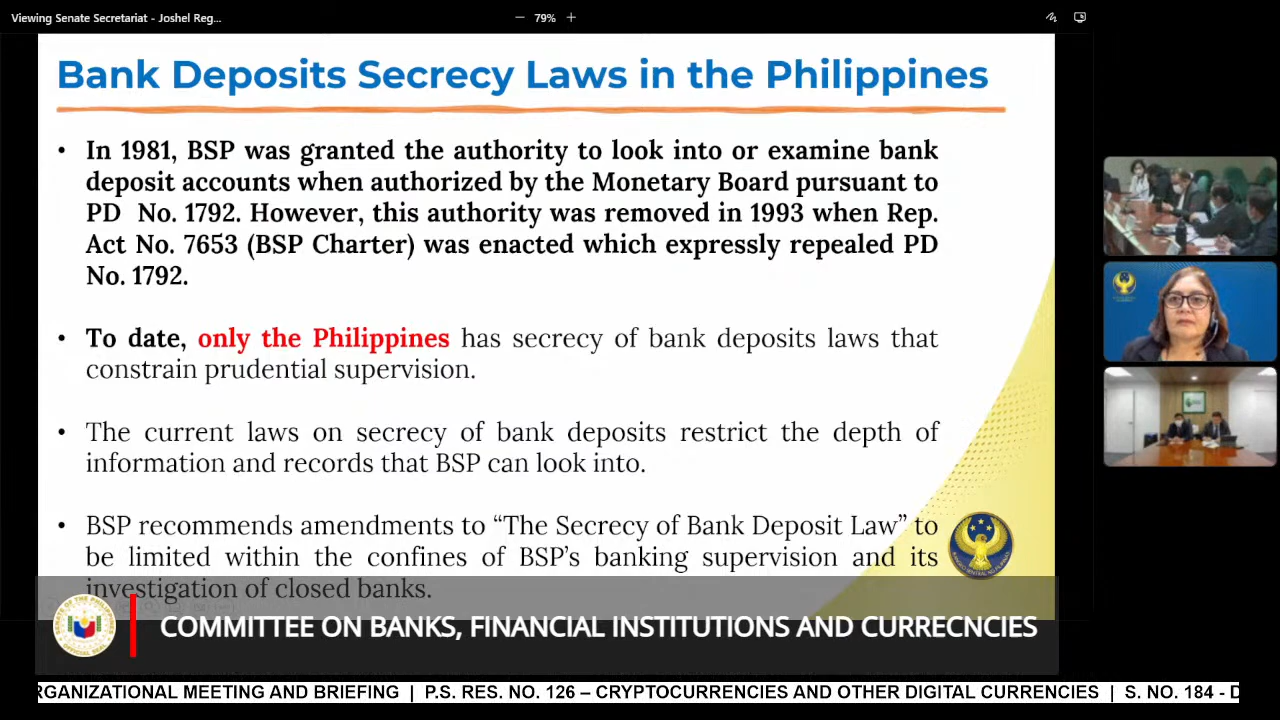 Viewing Senate Secretariat - Joshel Reg...
79%
Bank Deposits Secrecy Laws in the Philippines
• In 1981, BSP was granted the authority to look into or examine bank
deposit accounts when authorized by the Monetary Board pursuant to
PD No. 1792. However, this authority was removed in 1993 when Rep.
Act No. 7653 (BSP Charter) was enacted which expressly repealed PD
No. 1792.
• To date, only the Philippines has secrecy of bank deposits laws that
constrain prudential supervision.
• The current laws on secrecy of bank deposits restrict the depth of
information and records that BSP can look into.
• BSP recommends amendments to “The Secrecy of Bank Deposit Law” to
be limited within the confines of BSP’s banking supervision and its
investigation of closed banks.
COMMITTEE ON BANKS, FINANCIAL INSTITUTIONS AND CURRECNCIES
RGANIZATIONAL MEETING AND BRIEFING | P.S. RES. NO. 126 – CRYPTOCURRENCIES AND OTHER DIGITAL CURRENCIES | S. NO. 184 - D